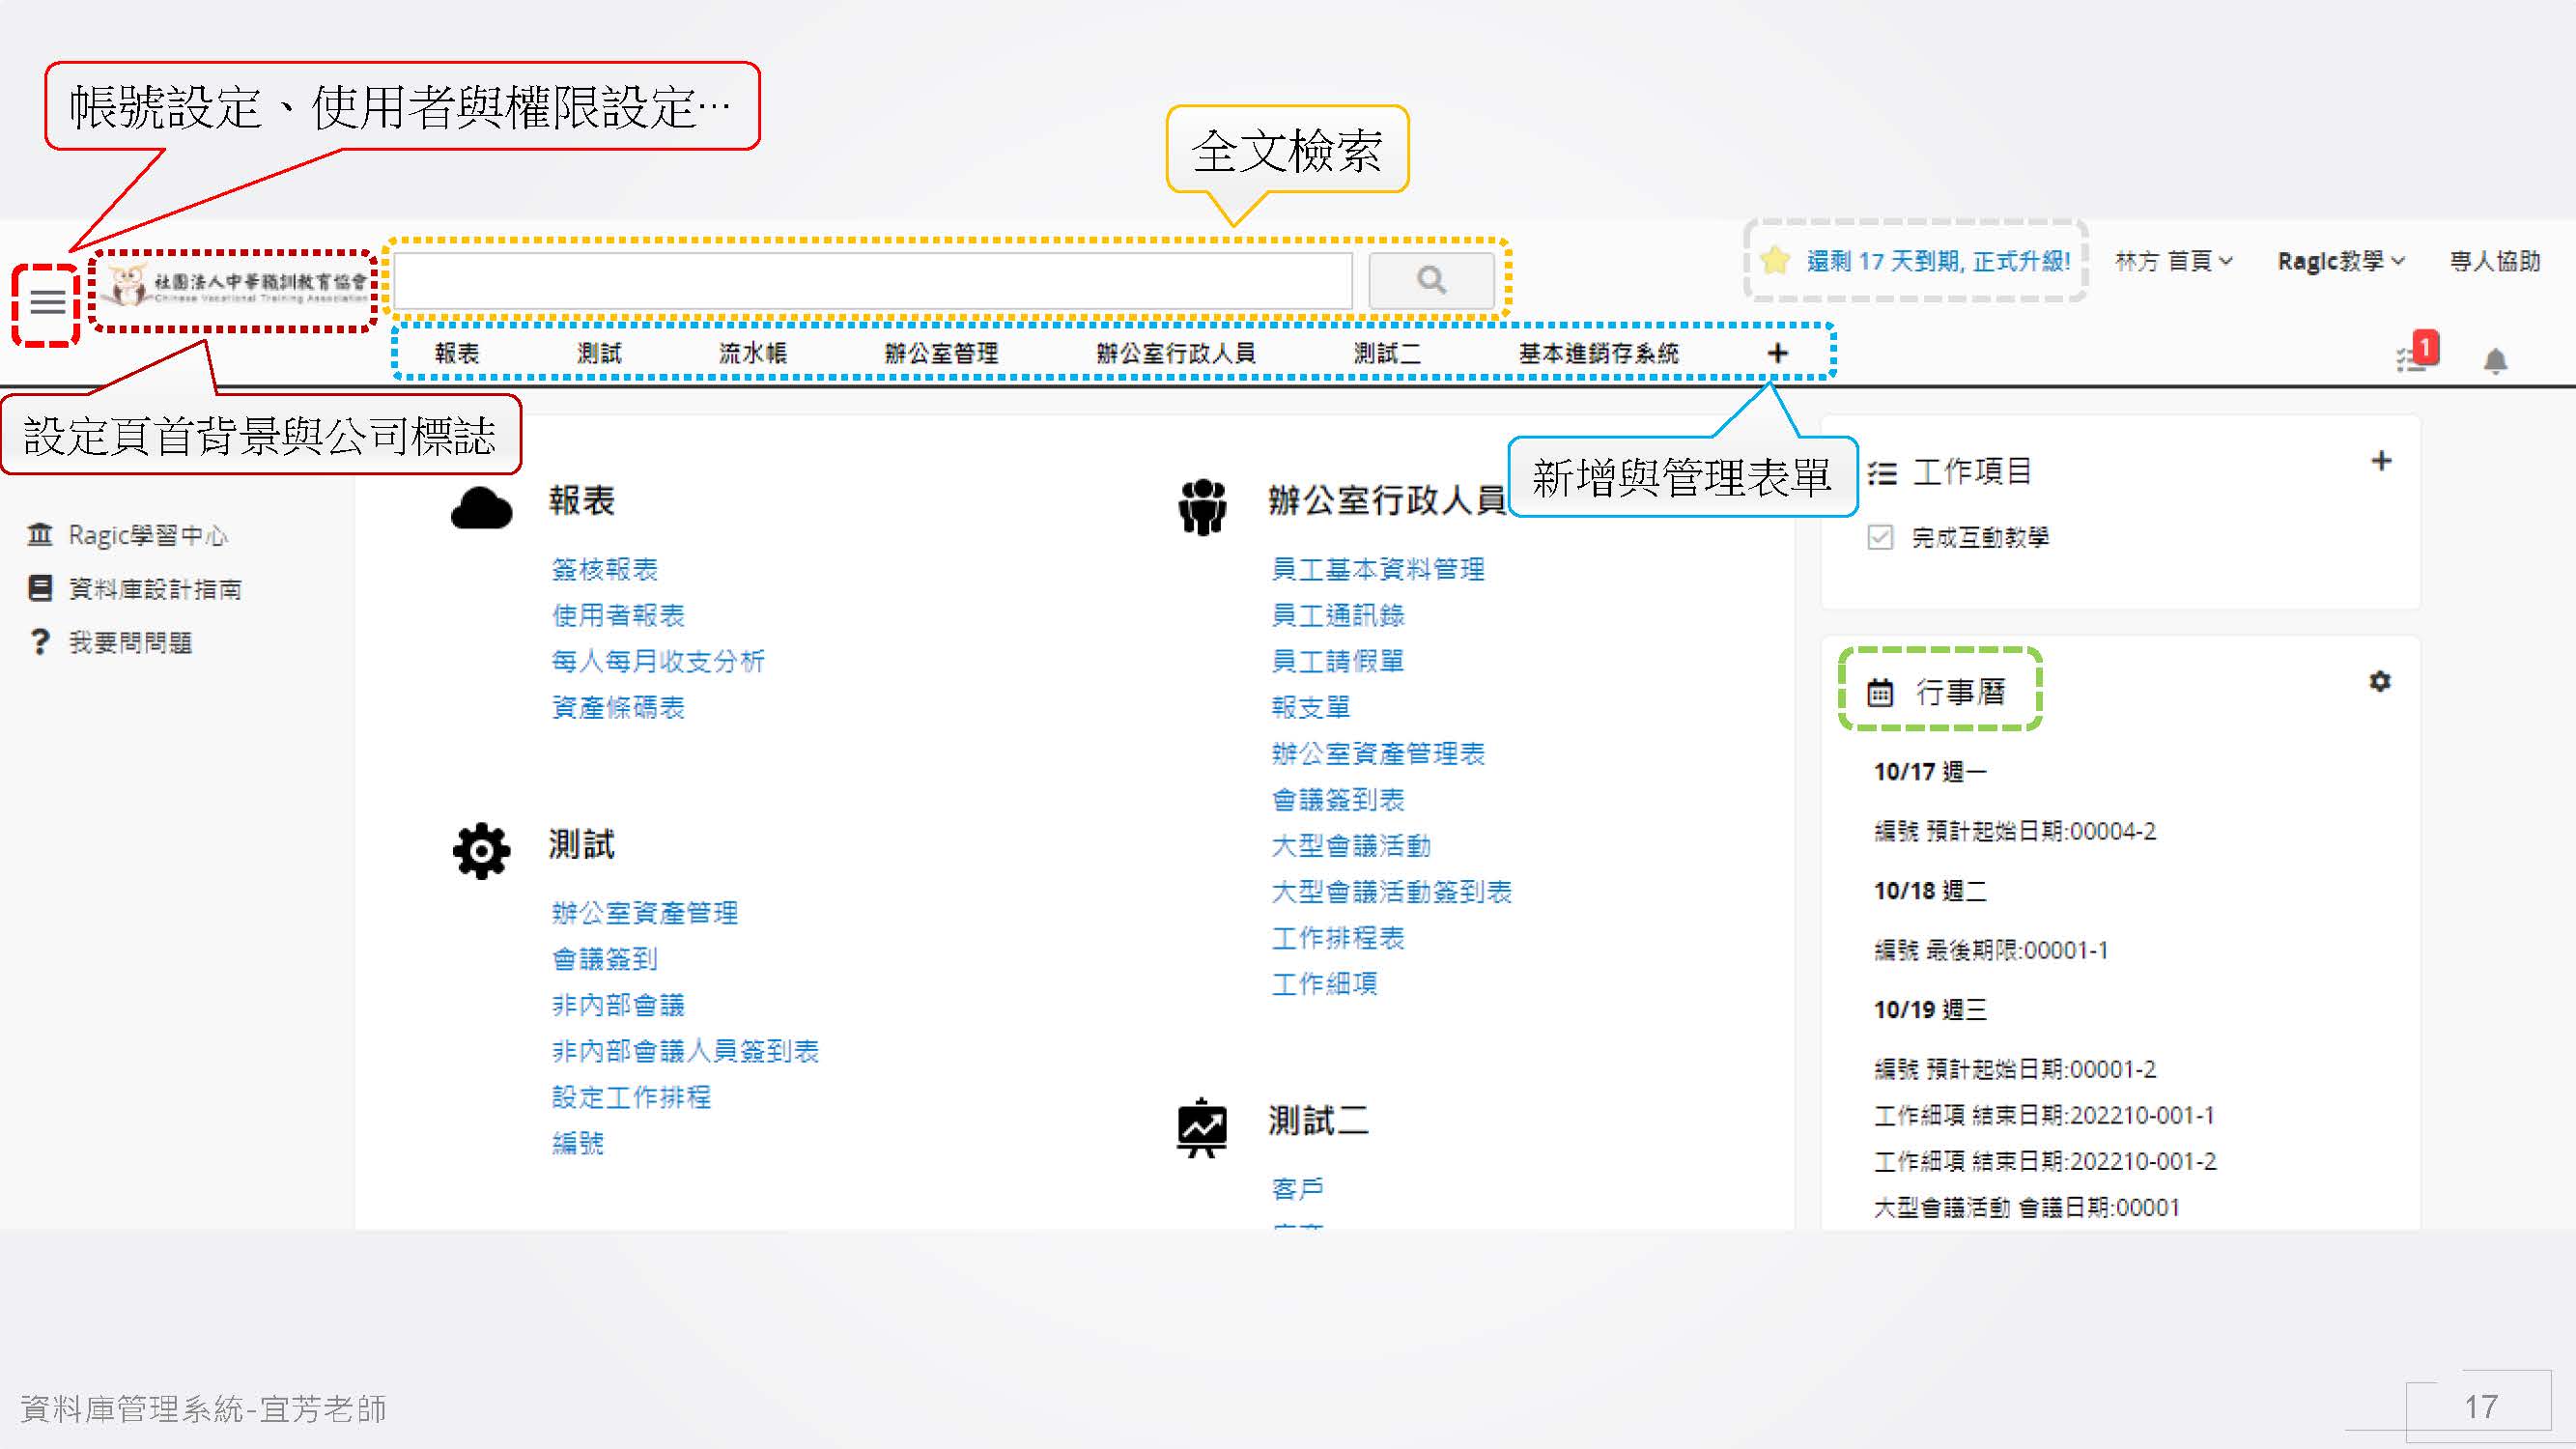 帳號設定、使用者與權限設定…
全文檢索
社團法人中華職訓教育協會
Chinese Vocational Training Association
還剩 17 天到期, 正式升級!
林方 首頁
Ragic教學
專人協助
報表 測試 流水帳 辦公室管理 辦公室行政人員 測試二 基本進銷存系統 +
1
設定頁首背景與公司標誌
新增與管理表單
Ragic學習中心
資料庫設計指南
我要問問題
報表
簽核報表
使用者報表
每人每月收支分析
資產條碼表
測試
辦公室資產管理
會議簽到
非內部會議
非內部會議人員簽到表
設定工作排程
編號
辦公室行政人員
員工基本資料管理
員工通訊錄
員工請假單
報支單
辦公室資產管理表
會議簽到表
大型會議活動
大型會議活動簽到表
工作排程表
工作細項
測試二
客戶
工作項目 +
完成互動教學
行事曆
10/17 週一
編號 預計起始日期:00004-2
10/18 週二
編號 最後期限:00001-1
10/19 週三
編號 預計起始日期:00001-2
工作細項 結束日期:202210-001-1
工作細項 結束日期:202210-001-2
大型會議活動 會議日期:00001
資料庫管理系統-宜芳老師
17